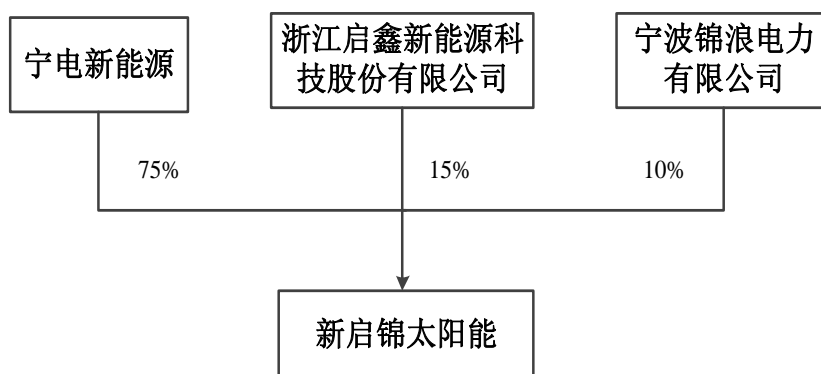 宁电新能源
浙江启鑫新能源科
技股份有限公司
宁波锦浪电力
有限公司
75%
15%
10%
新启锦太阳能